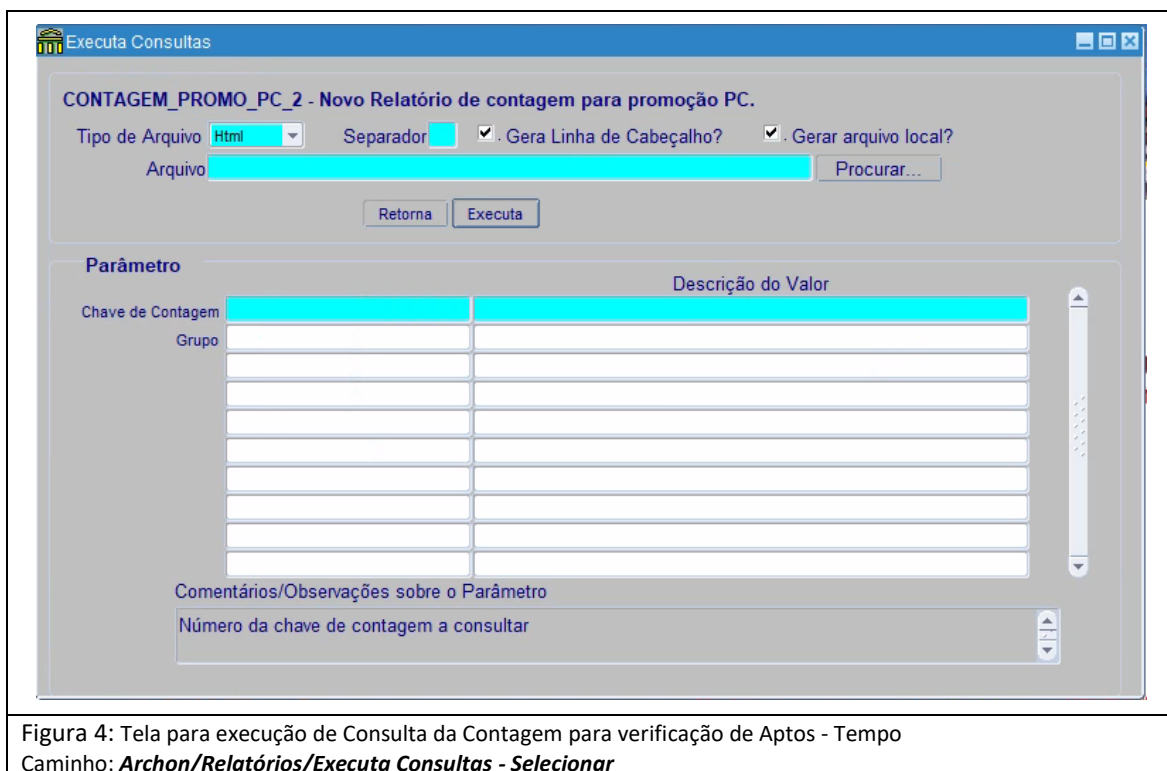 Executa Consultas
CONTAGEM_PROMO_PC_2 - Novo Relatório de contagem para promoção PC.
Tipo de Arquivo Html Separador . Gera Linha de Cabeçalho? . Gerar arquivo local?
Arquivo Procurar...
Retorna Executa
Parâmetro
Descrição do Valor
Chave de Contagem
Grupo
Comentários/Observações sobre o Parâmetro
Número da chave de contagem a consultar
Figura 4: Tela para execução de Consulta da Contagem para verificação de Aptos - Tempo
Caminho: Archon/Relatórios/Executa Consultas - Selecionar